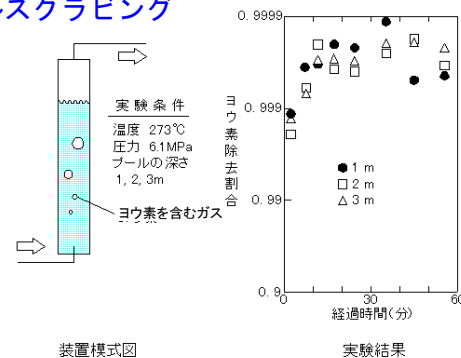 ルスクラビング
実験条件
温度 273℃
圧力 6.1MPa
プールの深さ
1, 2, 3m
ヨウ素を含むガス
装置模式図
ヨウ素除去割合
0.9999
0.999
0.99
0.9
● 1 m
□ 2 m
△ 3 m
0
30
60
経過時間(分)
実験結果